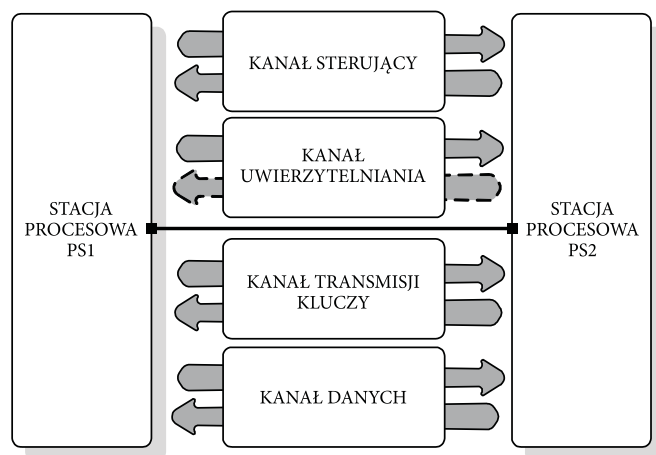 STACJA
PROCESOWA
PS1
KANAŁ STERUJĄCY
KANAŁ
UWIERZYTELNIANIA
KANAŁ TRANSMISJI
KLUCZY
KANAŁ DANYCH
STACJA
PROCESOWA
PS2